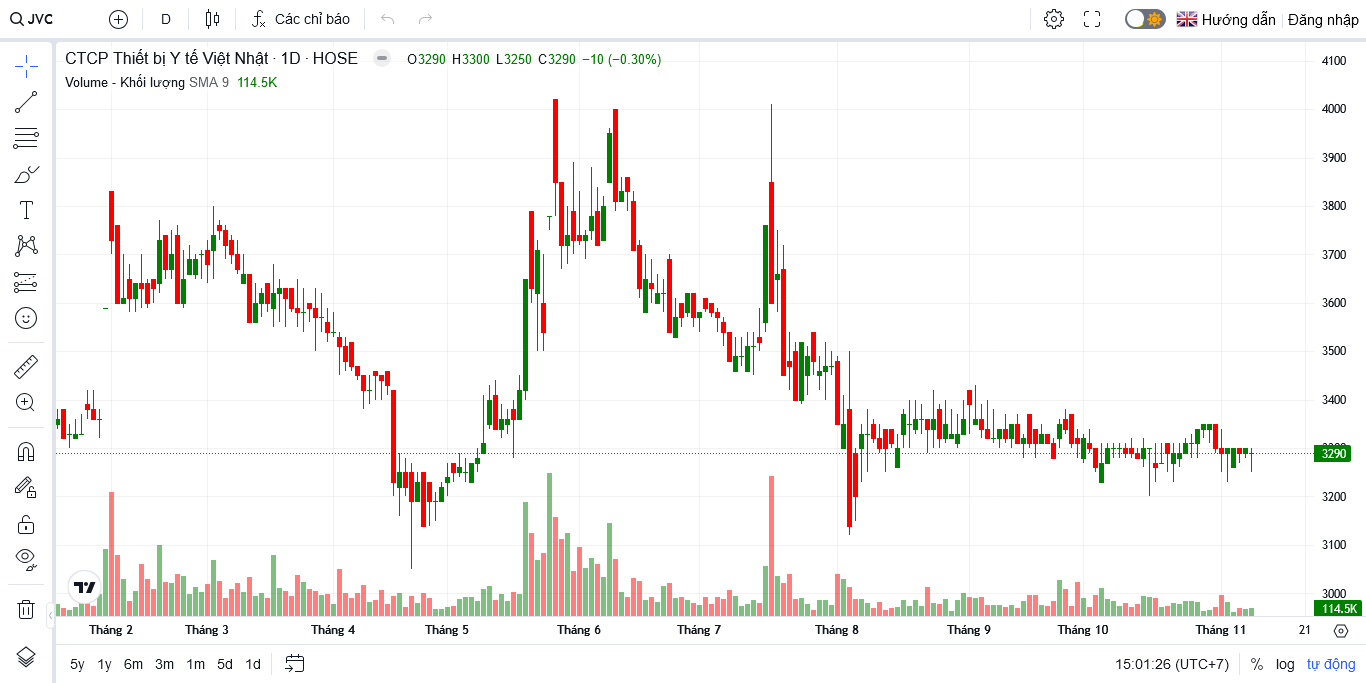 JVC D Các chỉ báo Hướng dẫn Đăng nhập
CTCP Thiết bị Y tế Việt Nhật · 1D · HOSE O3290 H3300 L3250 C3290 −10 (−0.30%)
Volume - Khối lượng SMA 9 114.5K
4100
4000
3900
3800
3700
3600
3500
3400
3290
3200
3100
3000
114.5K
Tháng 2 Tháng 3 Tháng 4 Tháng 5 Tháng 6 Tháng 7 Tháng 8 Tháng 9 Tháng 10 Tháng 11 21
5y 1y 6m 3m 1m 5d 1d 15:01:26 (UTC+7) % log tự động